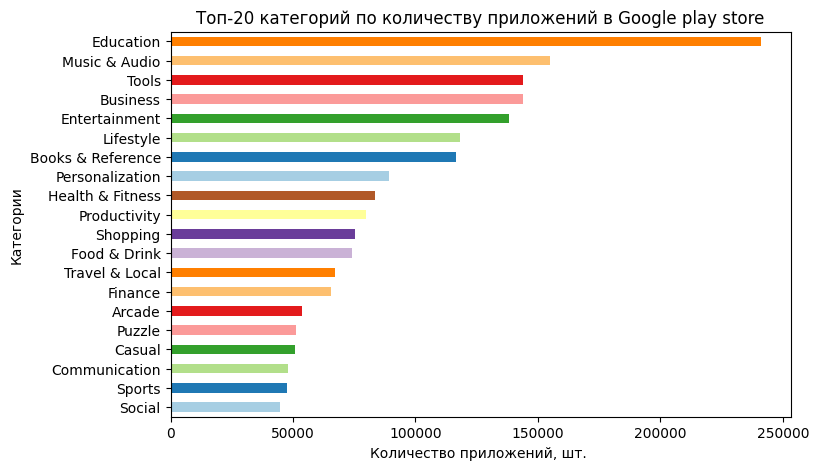 Топ-20 категорий по количеству приложений в Google play store
Категории
Education
Music & Audio
Tools
Business
Entertainment
Lifestyle
Books & Reference
Personalization
Health & Fitness
Productivity
Shopping
Food & Drink
Travel & Local
Finance
Arcade
Puzzle
Casual
Communication
Sports
Social
0 50000 100000 150000 200000 250000
Количество приложений, шт.